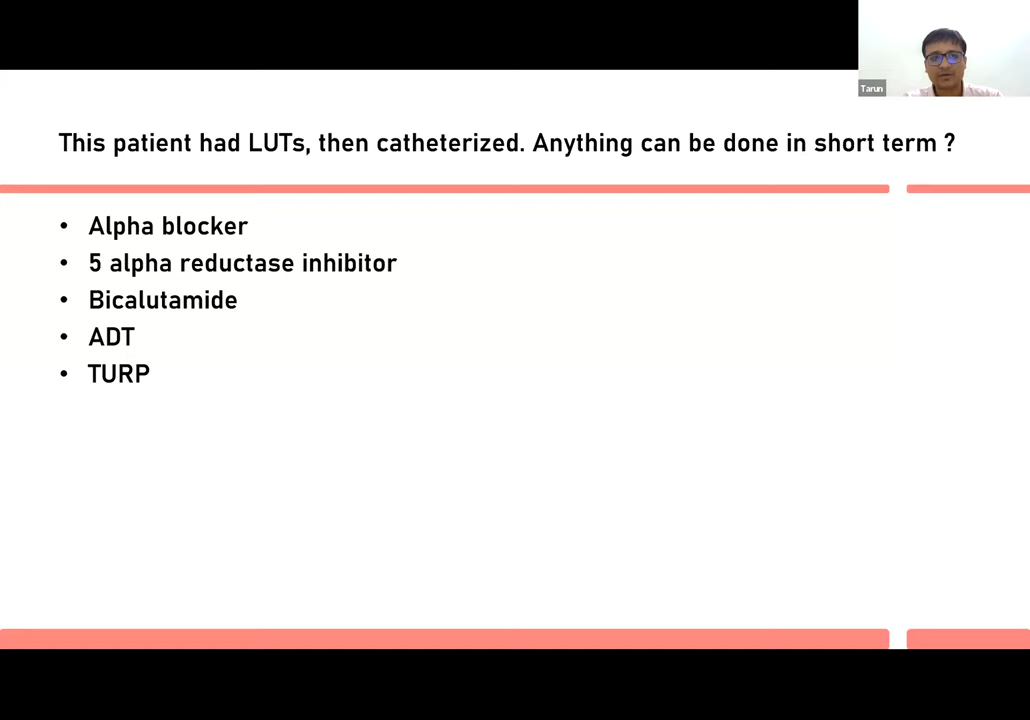 Tarun
This patient had LUTs, then catheterized. Anything can be done in short term ?
• Alpha blocker
• 5 alpha reductase inhibitor
• Bicalutamide
• ADT
• TURP